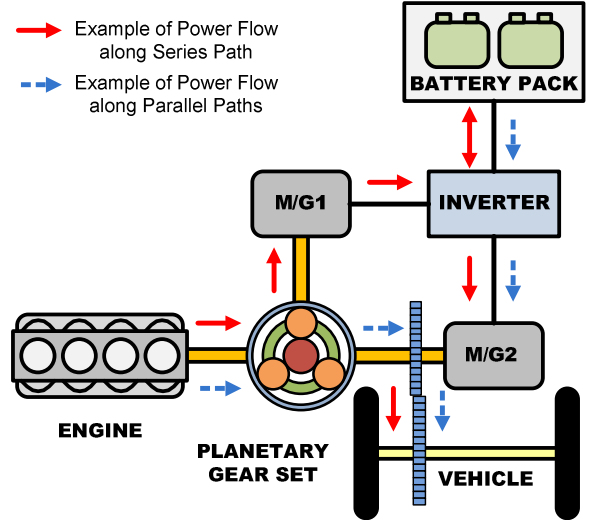 Example of Power Flow
along Series Path
Example of Power Flow
along Parallel Paths
BATTERY PACK
M/G1
INVERTER
M/G2
ENGINE
PLANETARY
GEAR SET
VEHICLE